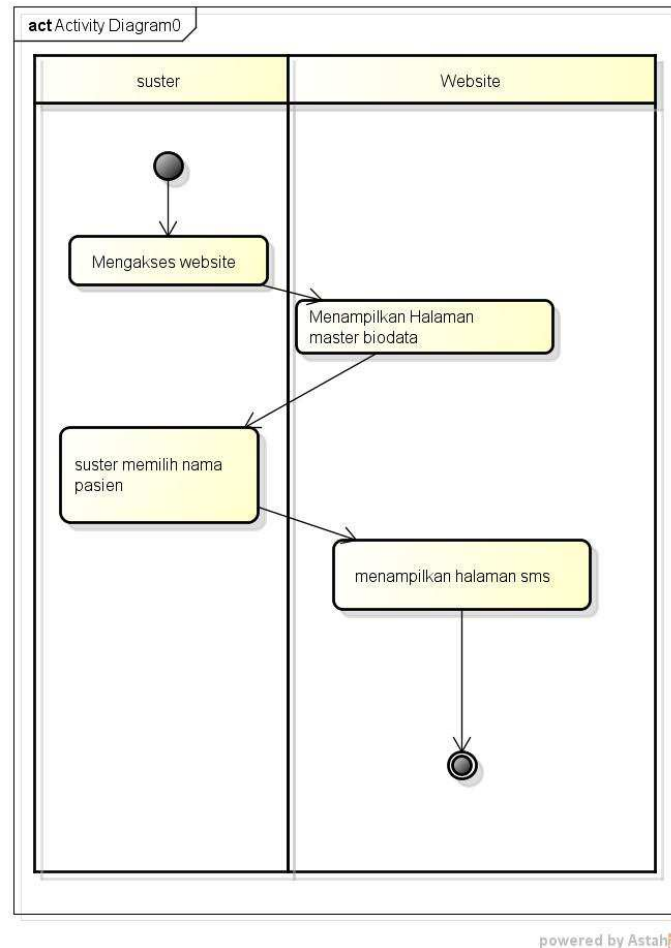 act Activity Diagram0
suster
Website
Mengakses website
Menampilkan Halaman
master biodata
suster memilih nama
pasien
menampilkan halaman sms
powered by Astah